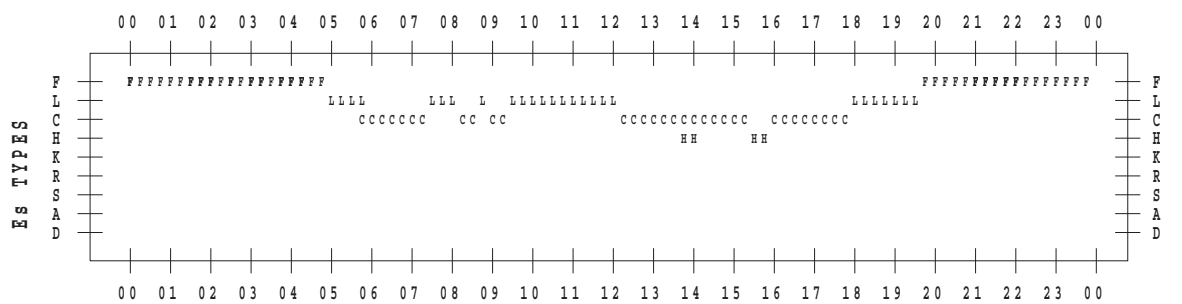 00 01 02 03 04 05 06 07 08 09 10 11 12 13 14 15 16 17 18 19 20 21 22 23 00
Es TYPES
F FFFFFFFFFFFFFFFFFFFF FFFFFFFFFFFFFFFFF F
L LLLL LLL L LLLLLLLLLLL LLLLLLL L
C CCCCCCC CC CC CCCCCCCCCCCCC CCCCCCCC C
H HH HH H
K K
R R
S S
A A
D D
00 01 02 03 04 05 06 07 08 09 10 11 12 13 14 15 16 17 18 19 20 21 22 23 00